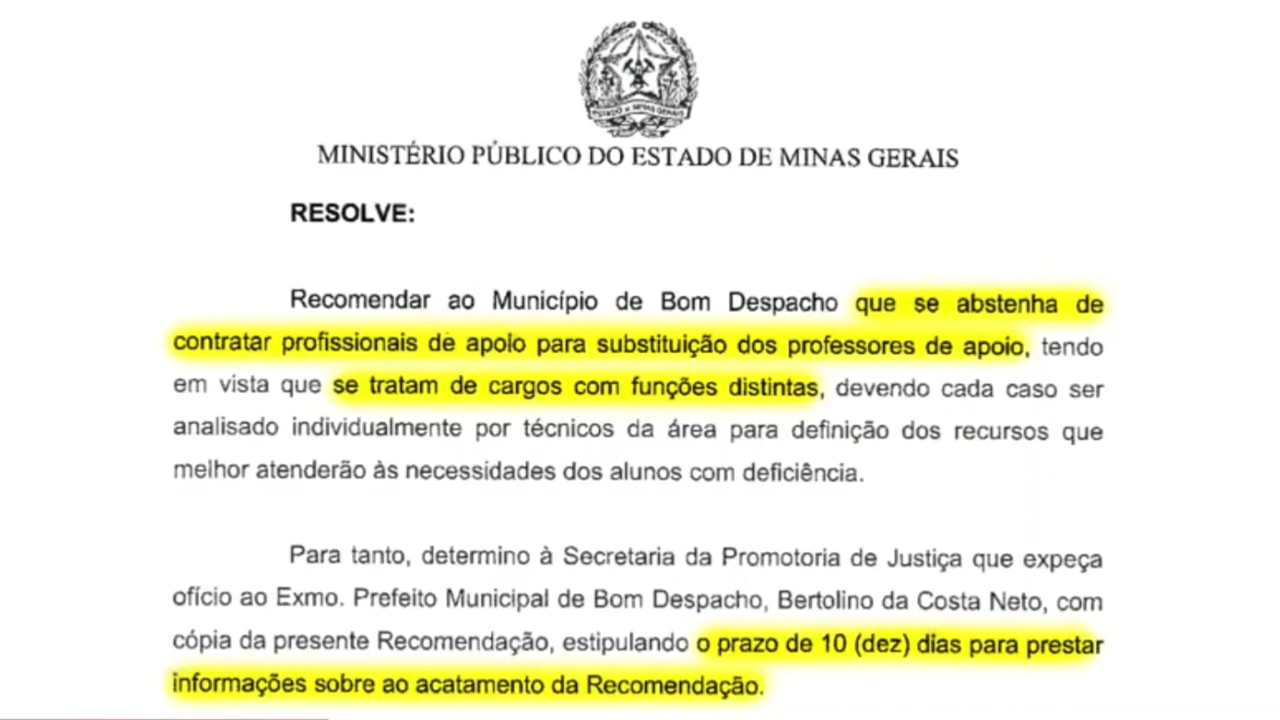 ESTADO DE MINAS GERAIS
MINISTÉRIO PÚBLICO DO ESTADO DE MINAS GERAIS
RESOLVE:
Recomendar ao Município de Bom Despacho que se abstenha de
contratar profissionais de apoio para substituição dos professores de apoio, tendo
em vista que se tratam de cargos com funções distintas, devendo cada caso ser
analisado individualmente por técnicos da área para definição dos recursos que
melhor atenderão às necessidades dos alunos com deficiência.
Para tanto, determino à Secretaria da Promotoria de Justiça que expeça
ofício ao Exmo. Prefeito Municipal de Bom Despacho, Bertolino da Costa Neto, com
cópia da presente Recomendação, estipulando o prazo de 10 (dez) dias para prestar
informações sobre ao acatamento da Recomendação.